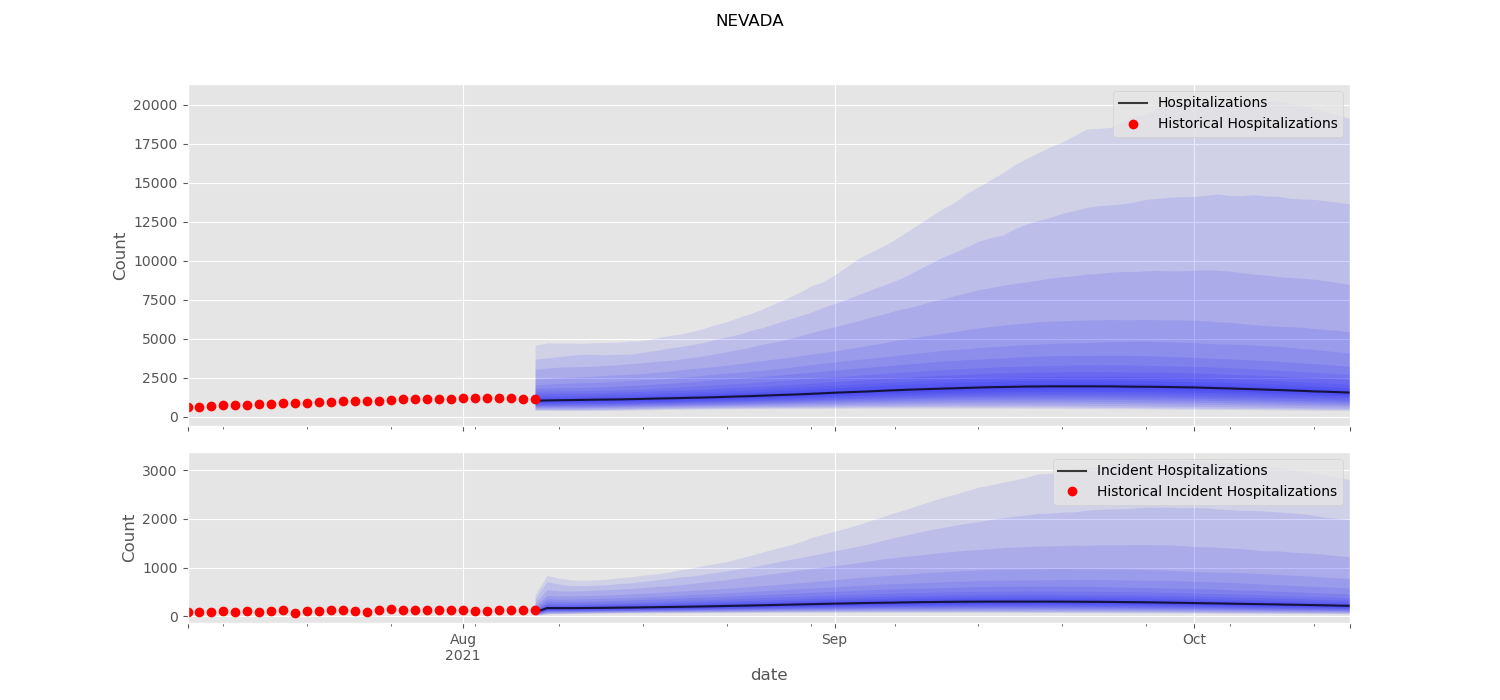 NEVADA
Hospitalizations
Historical Hospitalizations
20000
17500
15000
12500
10000
7500
5000
2500
0
Count
Incident Hospitalizations
Historical Incident Hospitalizations
3000
2000
1000
0
Count
Aug
2021
Sep
Oct
date